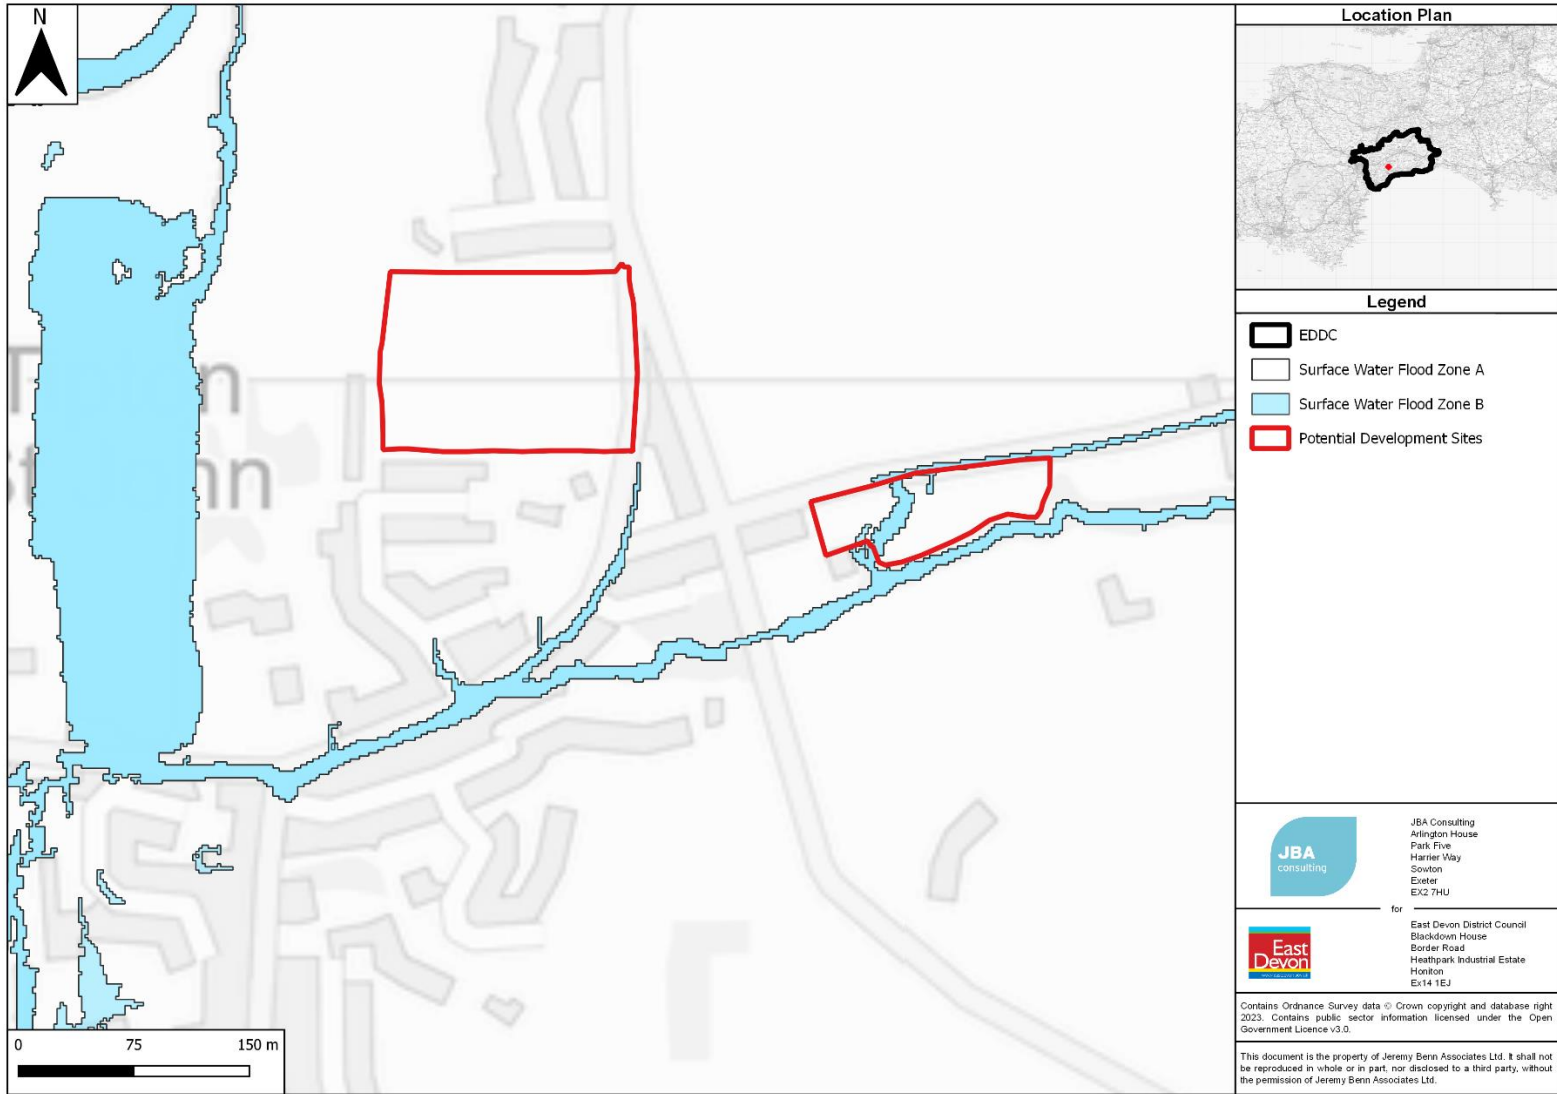 N
Tipton
St John
0 75 150 m
Location Plan
Legend
EDDC
Surface Water Flood Zone A
Surface Water Flood Zone B
Potential Development Sites
JBA
consulting
JBA Consulting
Arlington House
Park Five
Harrier Way
Sowton
Exeter
EX2 7HU
for
East
Devon
East Devon District Council
Blackdown House
Border Road
Heathpark Industrial Estate
Honiton
Ex14 1EJ
Contains Ordnance Survey data © Crown copyright and database right
2023. Contains public sector information licensed under the Open
Government Licence v3.0.
This document is the property of Jeremy Benn Associates Ltd. It shall not
be reproduced in whole or in part, nor disclosed to a third party, without
the permission of Jeremy Benn Associates Ltd.